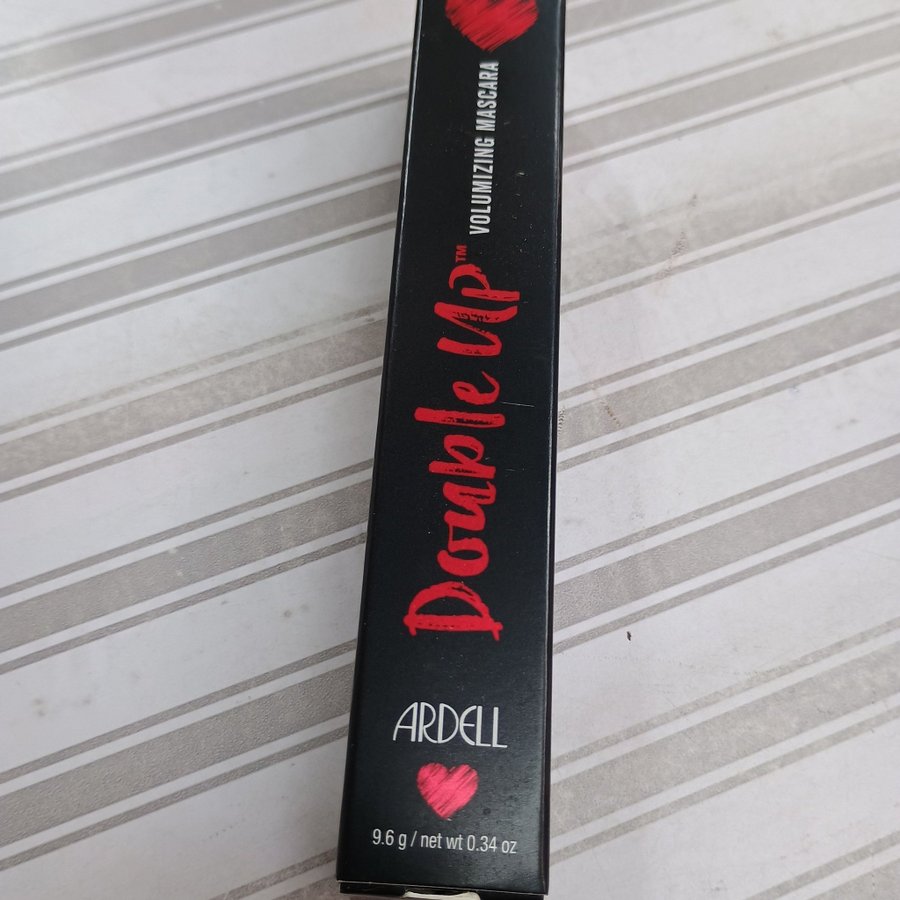 Double Up™
VOLUMIZING MASCARA
ARDELL
9.6 g / net wt 0.34 oz